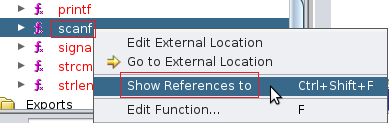 printf
scanf
Edit External Location
signa
Go to External Location
strcm
Show References to Ctrl+Shift+F
strlen
Exports
Edit Function... F